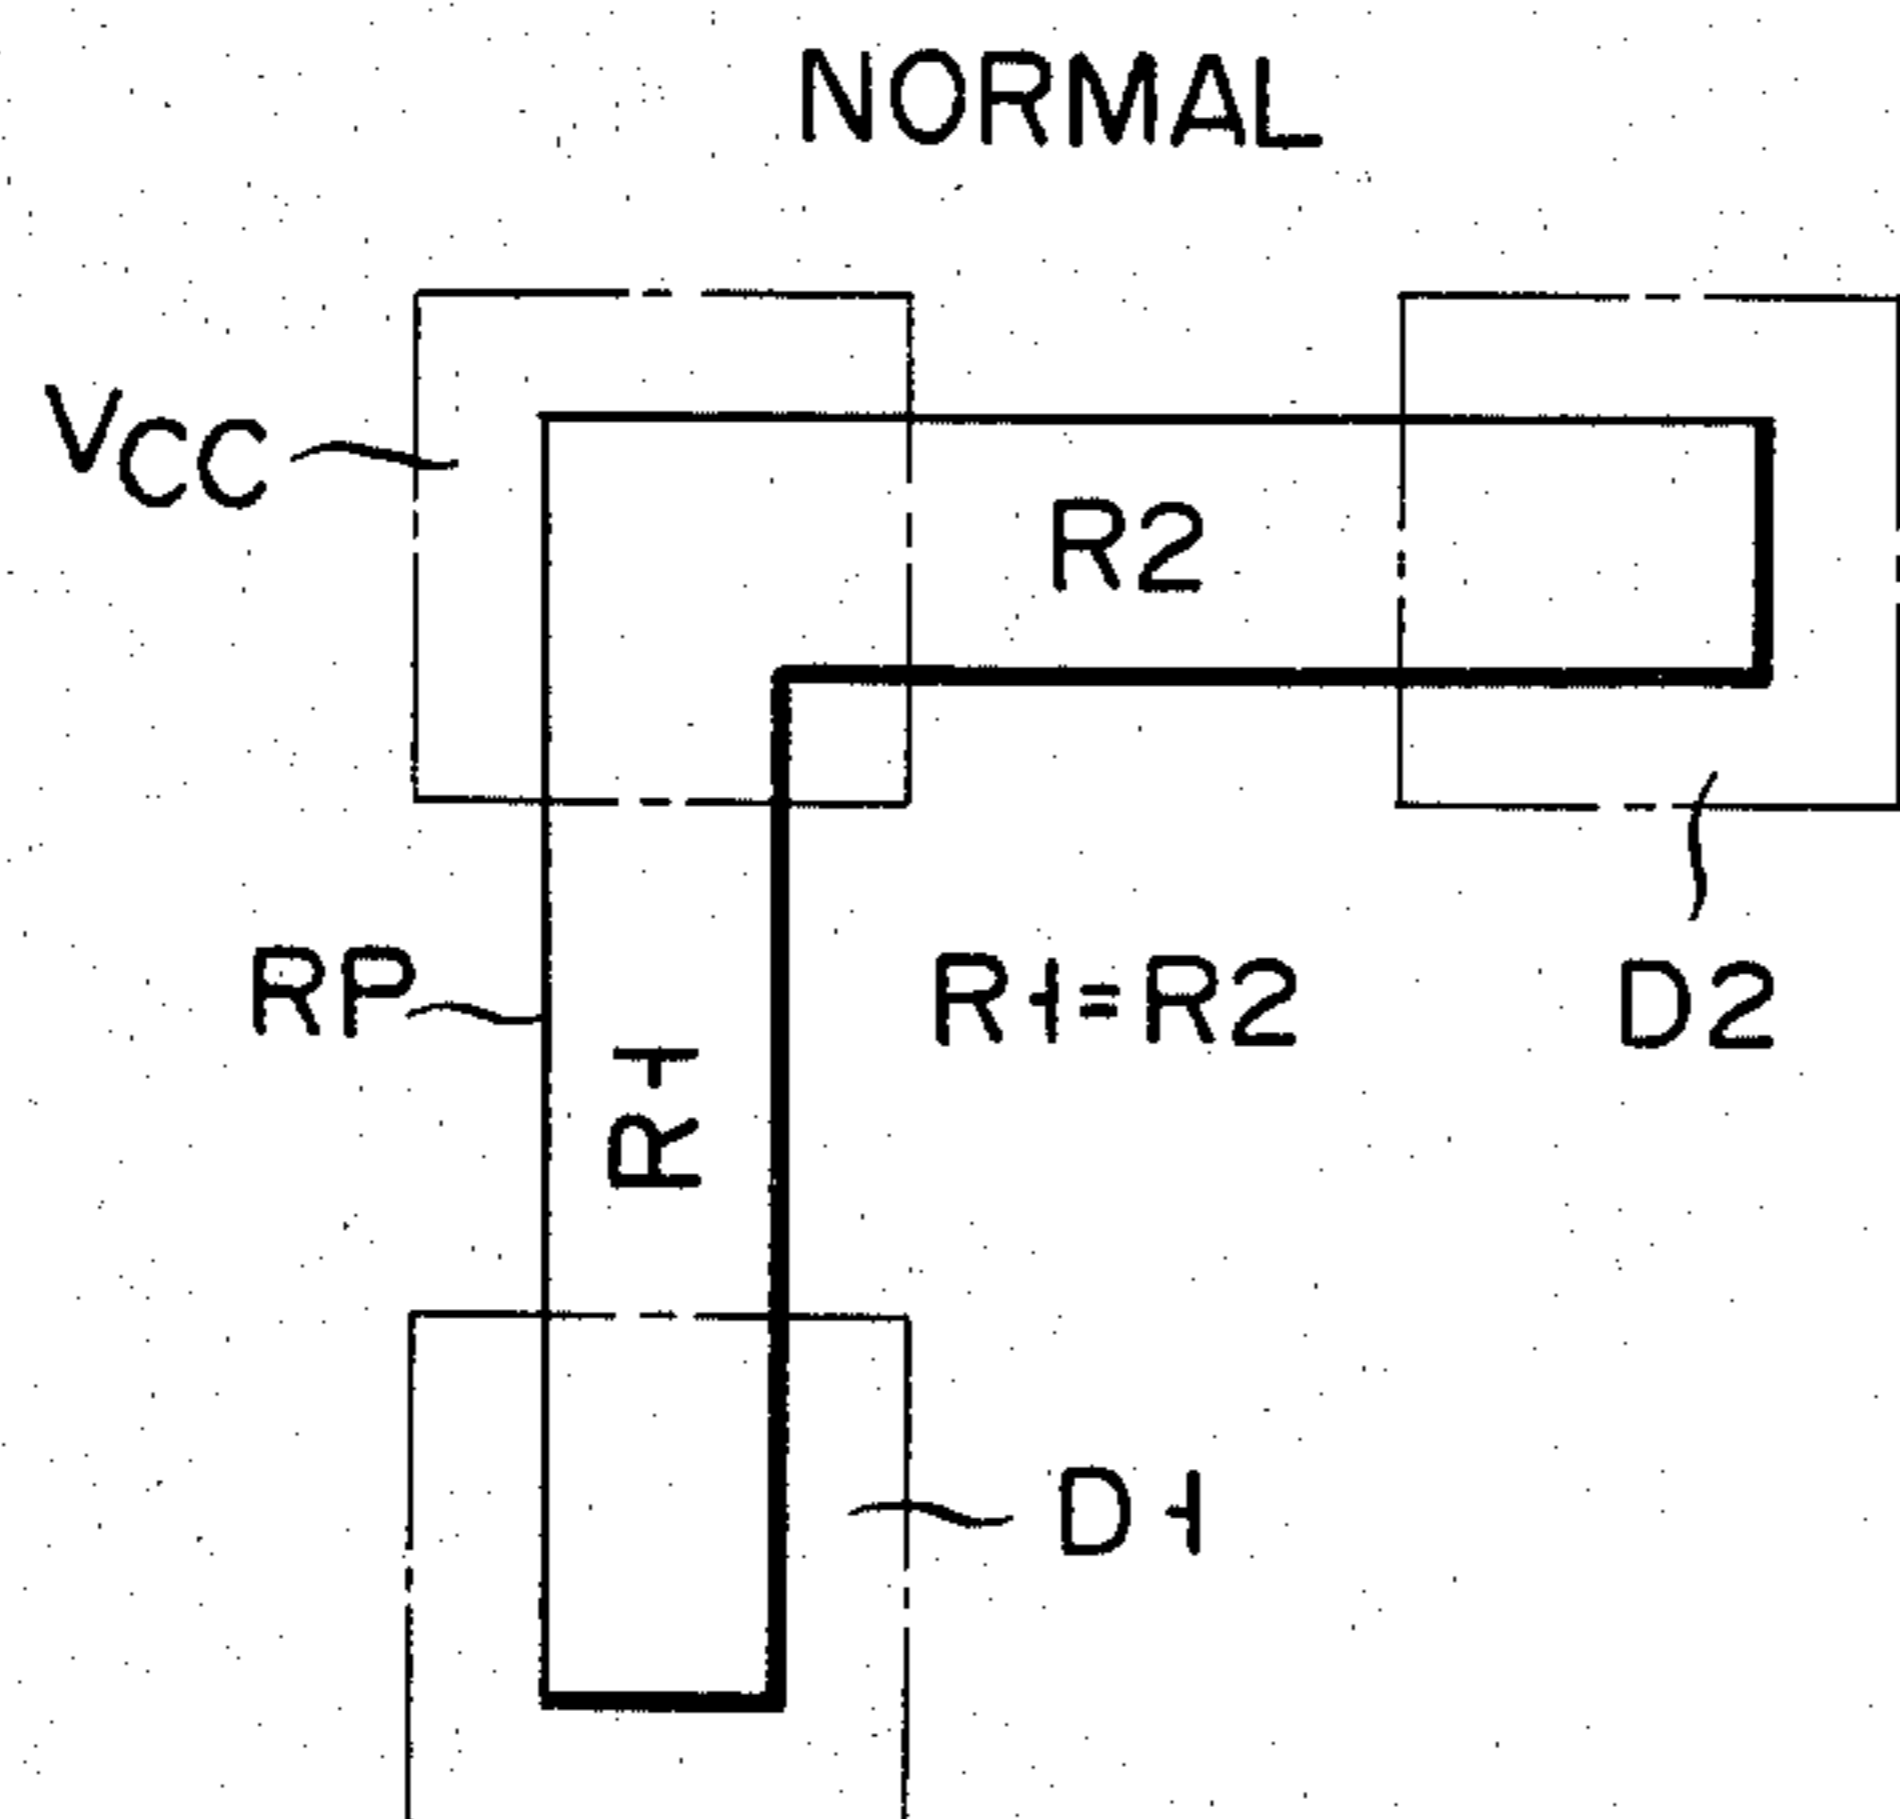 NORMAL
VCC
R2
RP
R1=R2
D2
R1
D1